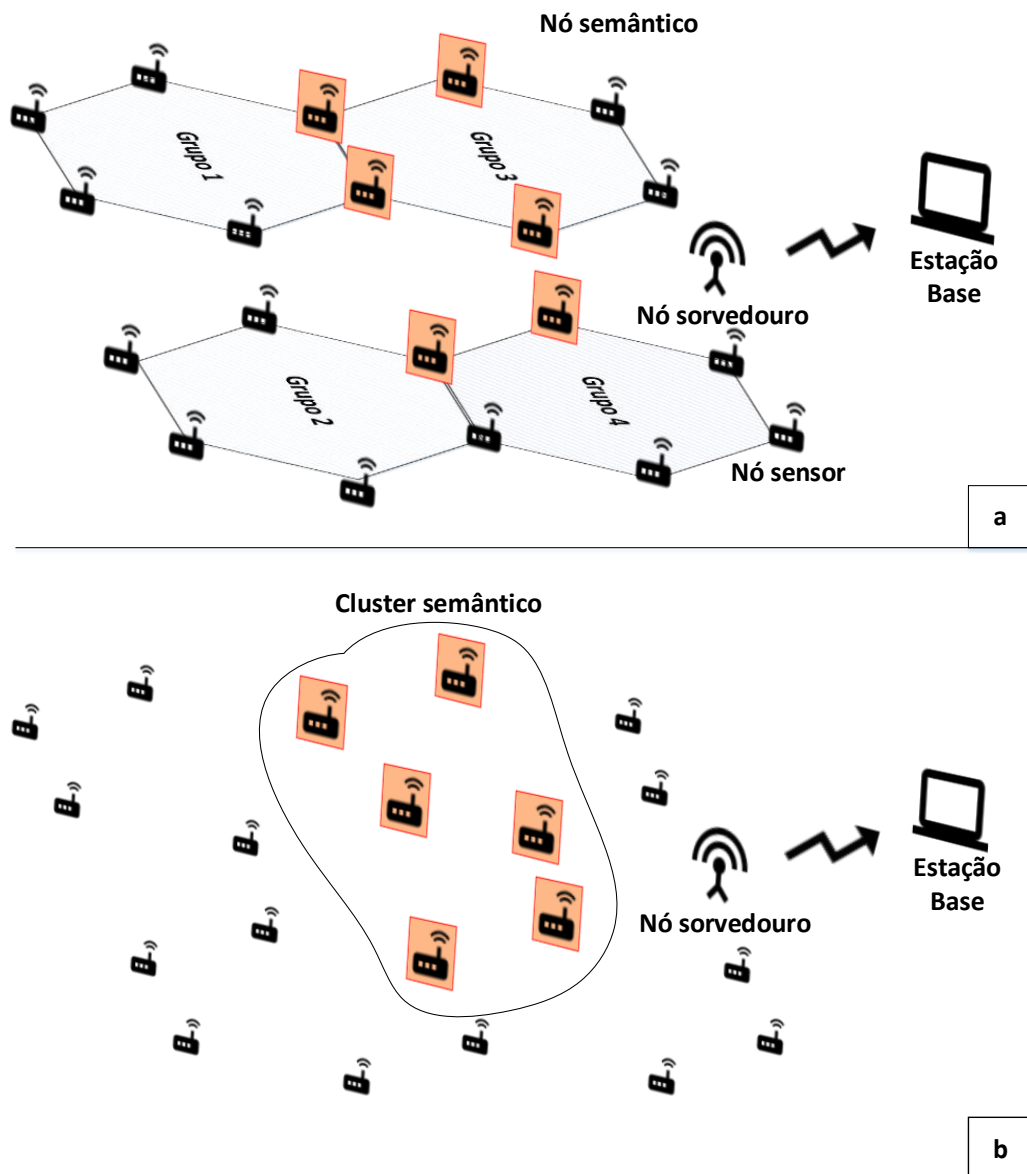 Nó semântico
Grupo 1
Grupo 3
Estação
Base
Nó sorvedouro
Grupo 2
Grupo 4
Nó sensor
a
Cluster semântico
Estação
Base
Nó sorvedouro
b